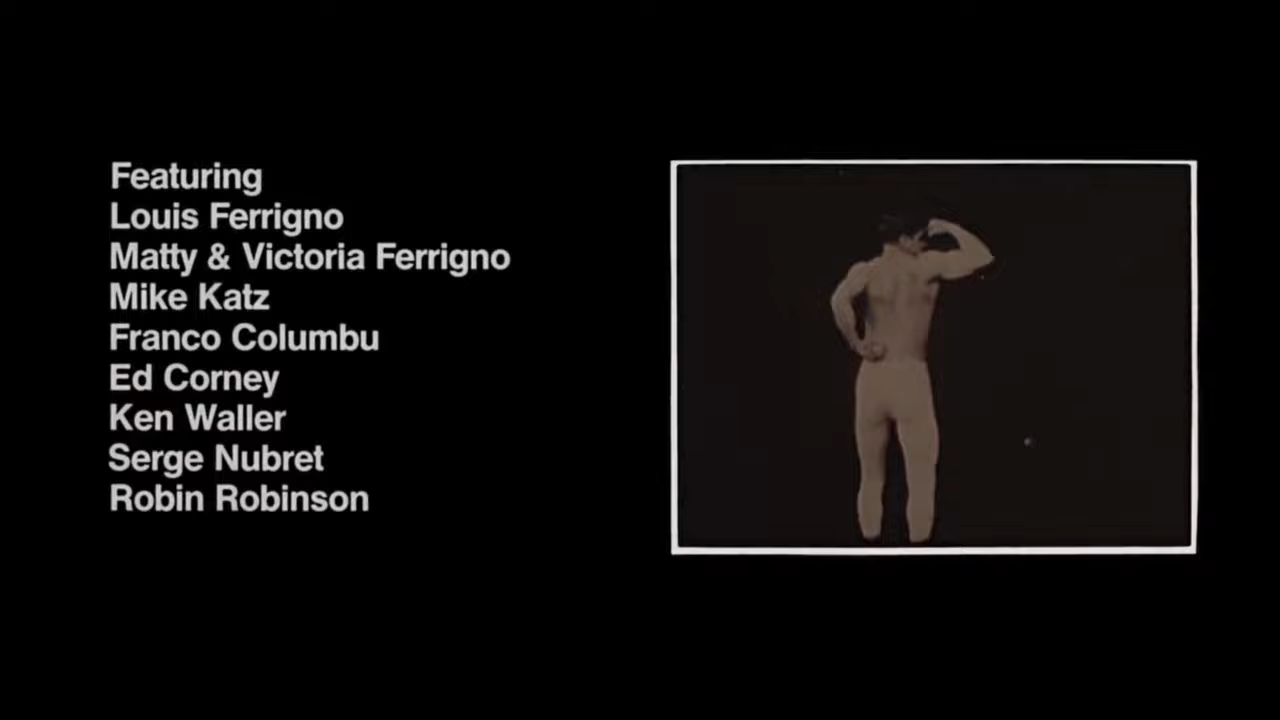 Featuring
Louis Ferrigno
Matty & Victoria Ferrigno
Mike Katz
Franco Columbu
Ed Corney
Ken Waller
Serge Nubret
Robin Robinson